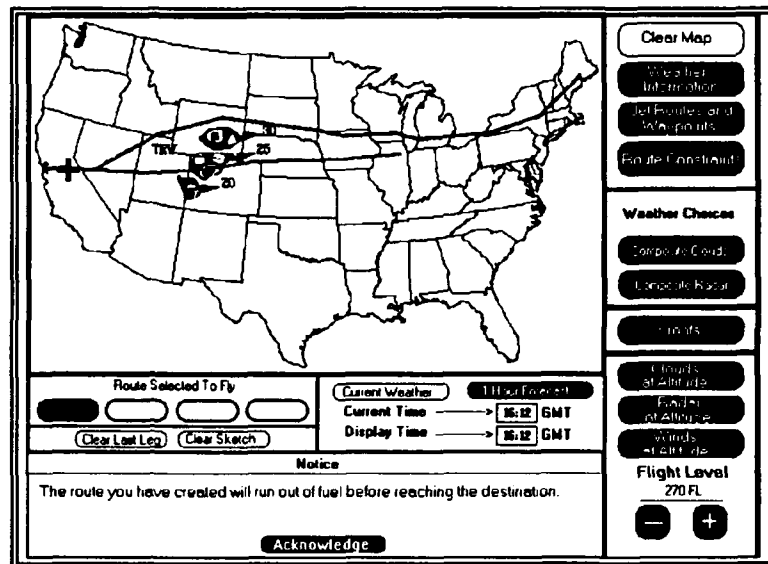 Clear Map
Weather
Information
Jet Routes and
Waypoints
Route Constraints
30
25
20
Weather Choices
Composite Clouds
Composite Radar
Fronts
Route Selected To Fly
Current Weather
1 Hour Forecast
Current Time
16:12 GMT
Display Time
16:12 GMT
Clear Last Leg
Clear Sketch
Clouds
at Altitude
Radar
at Altitude
Winds
at Altitude
Flight Level
270 FL
− +
Notice
The route you have created will run out of fuel before reaching the destination.
Acknowledge